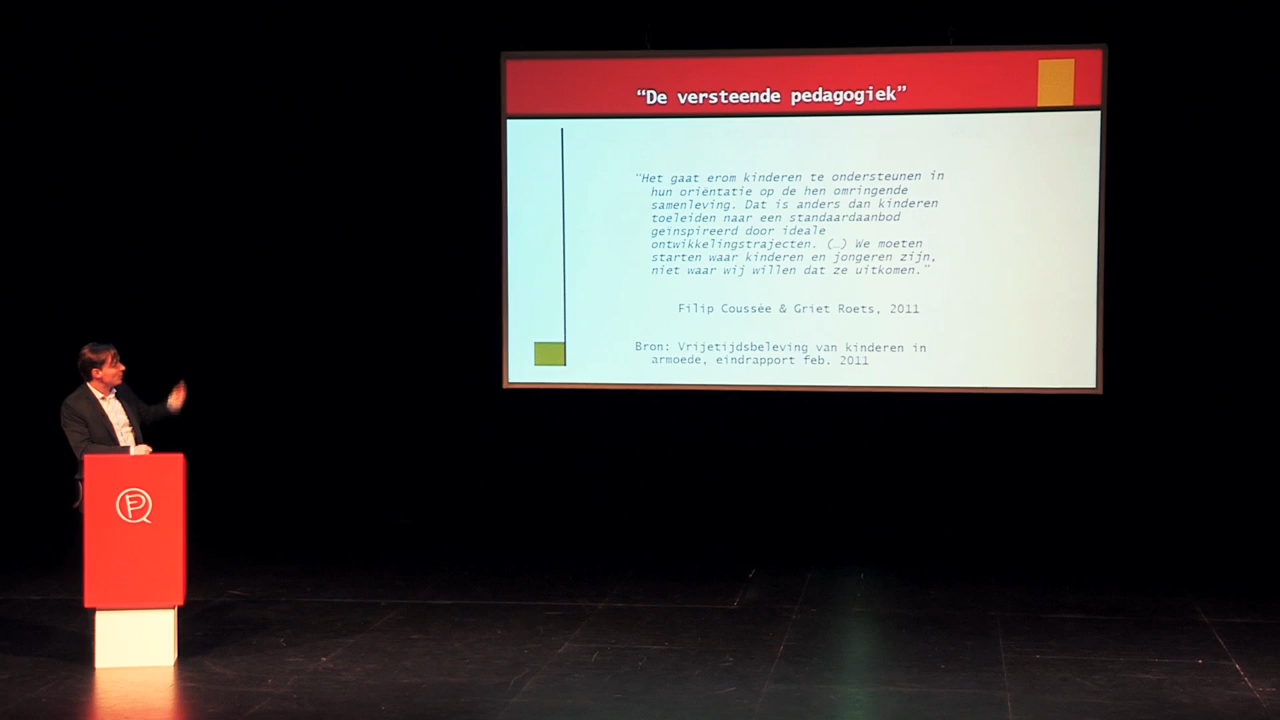 “De versteende pedagogiek”
“Het gaat erom kinderen te ondersteunen in
hun oriëntatie op de hen omringende
samenleving. Dat is anders dan kinderen
toeleiden naar een standaardaanbod
geïnspireerd door ideale
ontwikkelingstrajecten. (…) We moeten
starten waar kinderen en jongeren zijn,
niet waar wij willen dat ze uitkomen.”
Filip Coussée & Griet Roets, 2011
Bron: Vrijetijdsbeleving van kinderen in
armoede, eindrapport feb. 2011